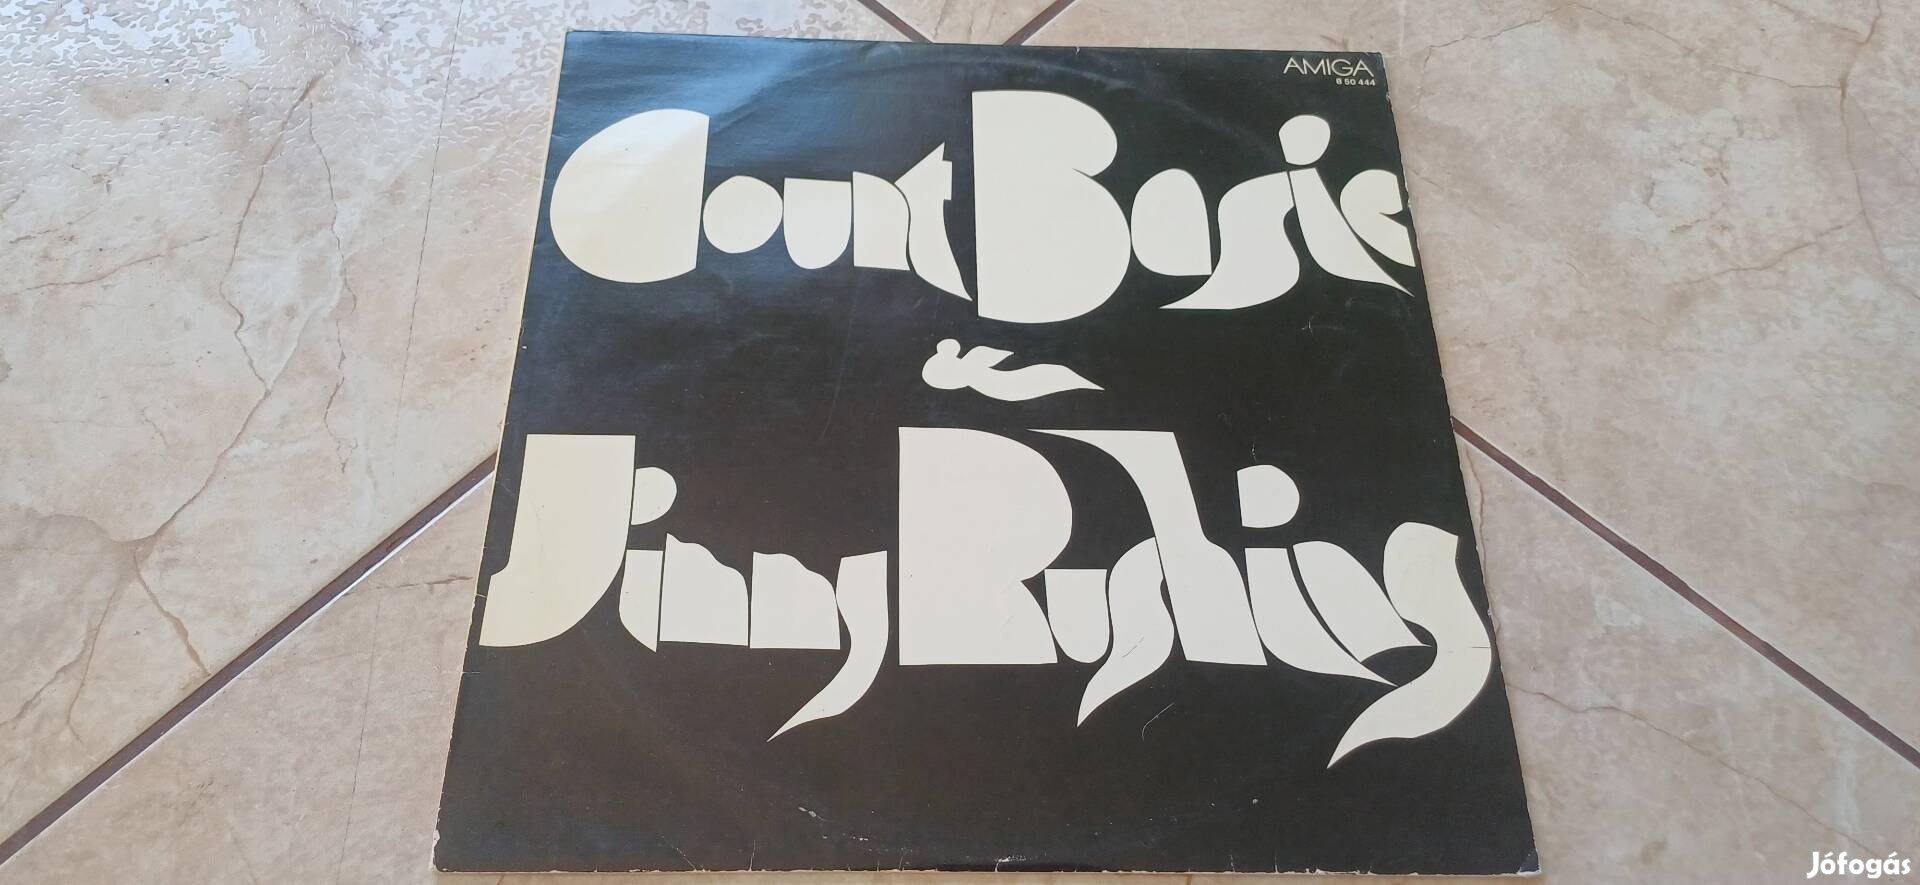 AMIGA
8 50 444
Count Basie
&
Jimmy Rushing
Jófogás